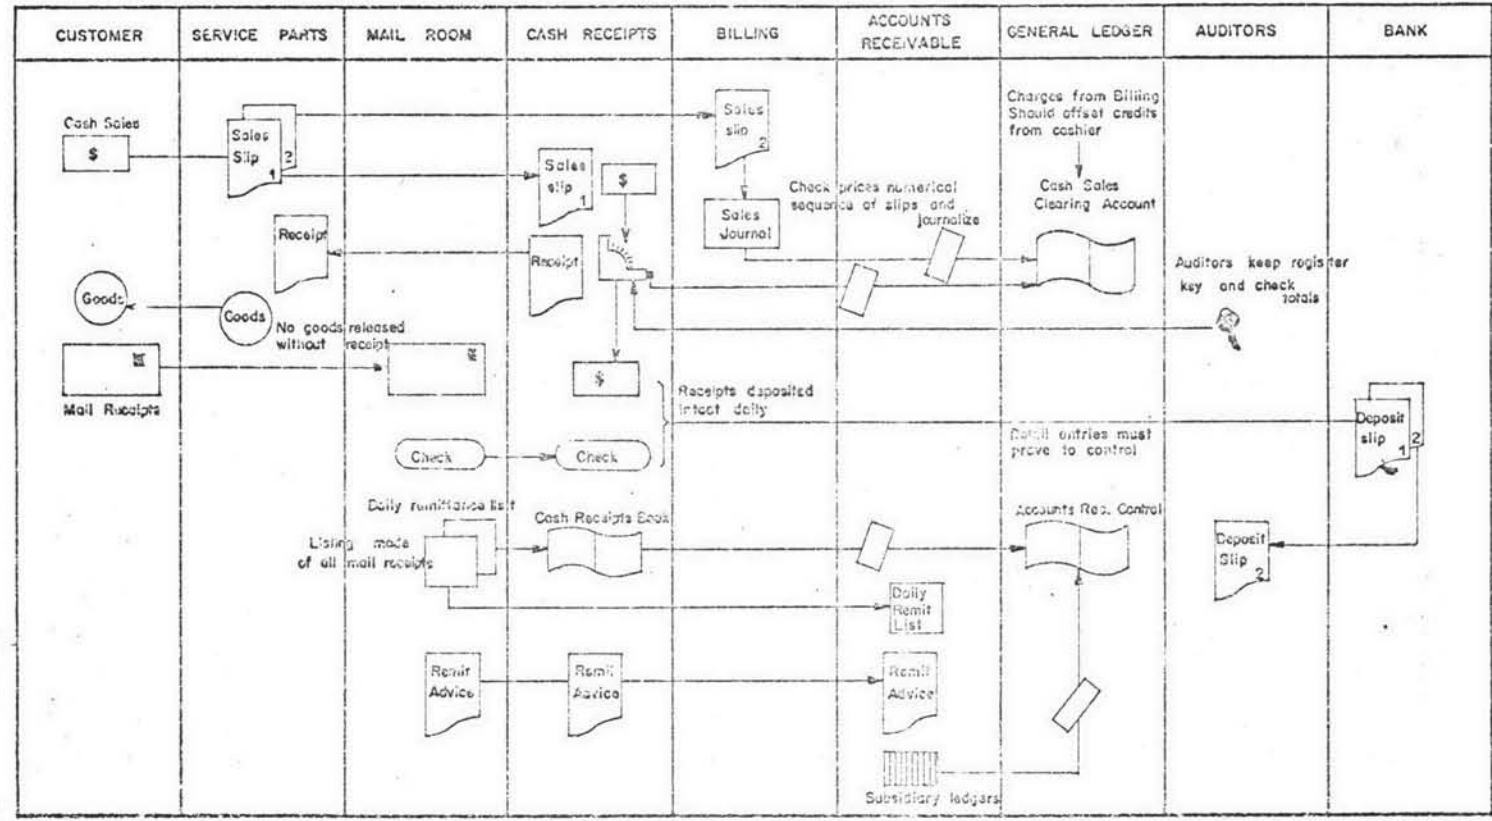 CUSTOMER
SERVICE PARTS
MAIL ROOM
CASH RECEIPTS
BILLING
ACCOUNTS
RECEIVABLE
GENERAL LEDGER
AUDITORS
BANK
Cash Sales
$
Sales
Slip
1
2
Sales
slip
1
$
Sales
slip
2
Charges from Billing
Should offset credits
from cashier
Cash Sales
Clearing Account
Check prices numerical
sequence of slips and
journalize
Sales
Journal
Receipt
Receipt
Auditors keep register
key and check
totals
Goods
Goods
No goods released
without receipt
Mail Receipts
$
Receipts deposited
intact daily
Deposit
slip
1
2
Detail entries must
prove to control
Check
Check
Daily remittance list
Listing made
of all mail receipts
Cash Receipts Book
Accounts Rec. Control
Deposit
Slip
2
Daily
Remit
List
Remit
Advice
Remit
Advice
Remit
Advice
Subsidiary ledgers